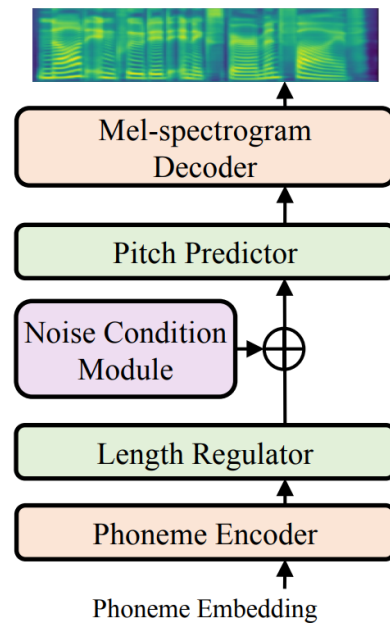 Mel-spectrogram
Decoder
Pitch Predictor
Noise Condition
Module
Length Regulator
Phoneme Encoder
Phoneme Embedding